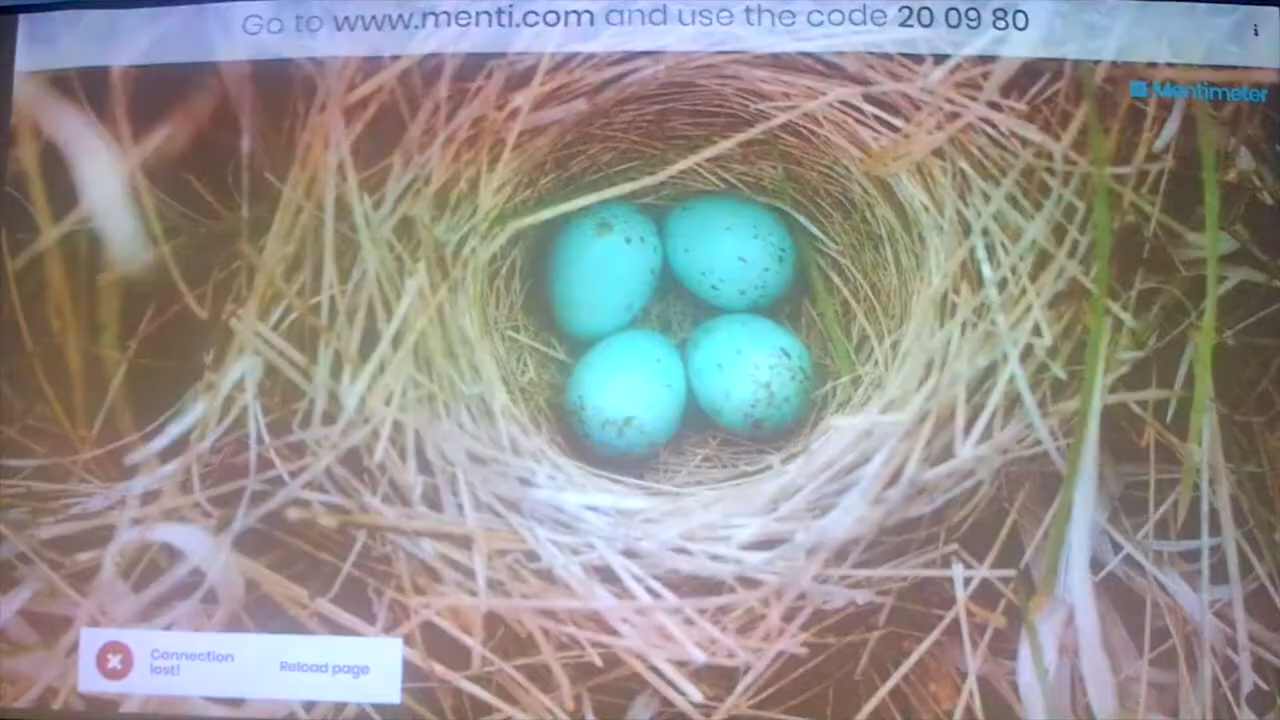 Go to www.menti.com and use the code 20 09 80
i
Mentimeter
Connection
lost!
Reload page